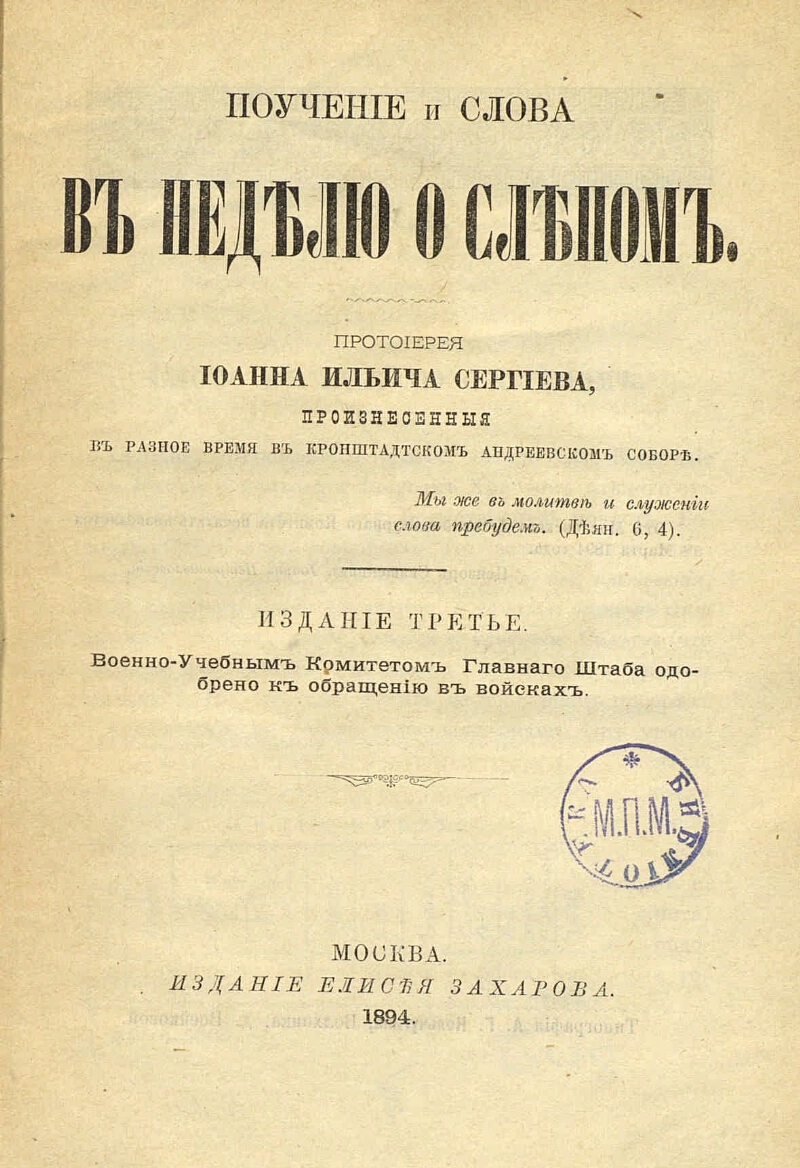 ПОУЧЕНІЕ и СЛОВА
ВЪ НЕДѢЛЮ О СЛѢПОМЪ.
ПРОТОІЕРЕЯ
ІОАННА ИЛЬИЧА СЕРГІЕВА,
ПРОИЗНЕСЕННЫЯ
ВЪ РАЗНОЕ ВРЕМЯ ВЪ КРОНШТАДТСКОМЪ АНДРЕЕВСКОМЪ СОБОРѢ.
Мы же въ молитвѣ и служеніи
слова пребудемъ. (Дѣян. 6, 4).
ИЗДАНІЕ ТРЕТЬЕ.
Военно-Учебнымъ Комитетомъ Главнаго Штаба одо-
брено къ обращенію въ войскахъ.
М.П.М.
МОСКВА.
ИЗДАНІЕ ЕЛИСѢЯ ЗАХАРОВА.
1894.